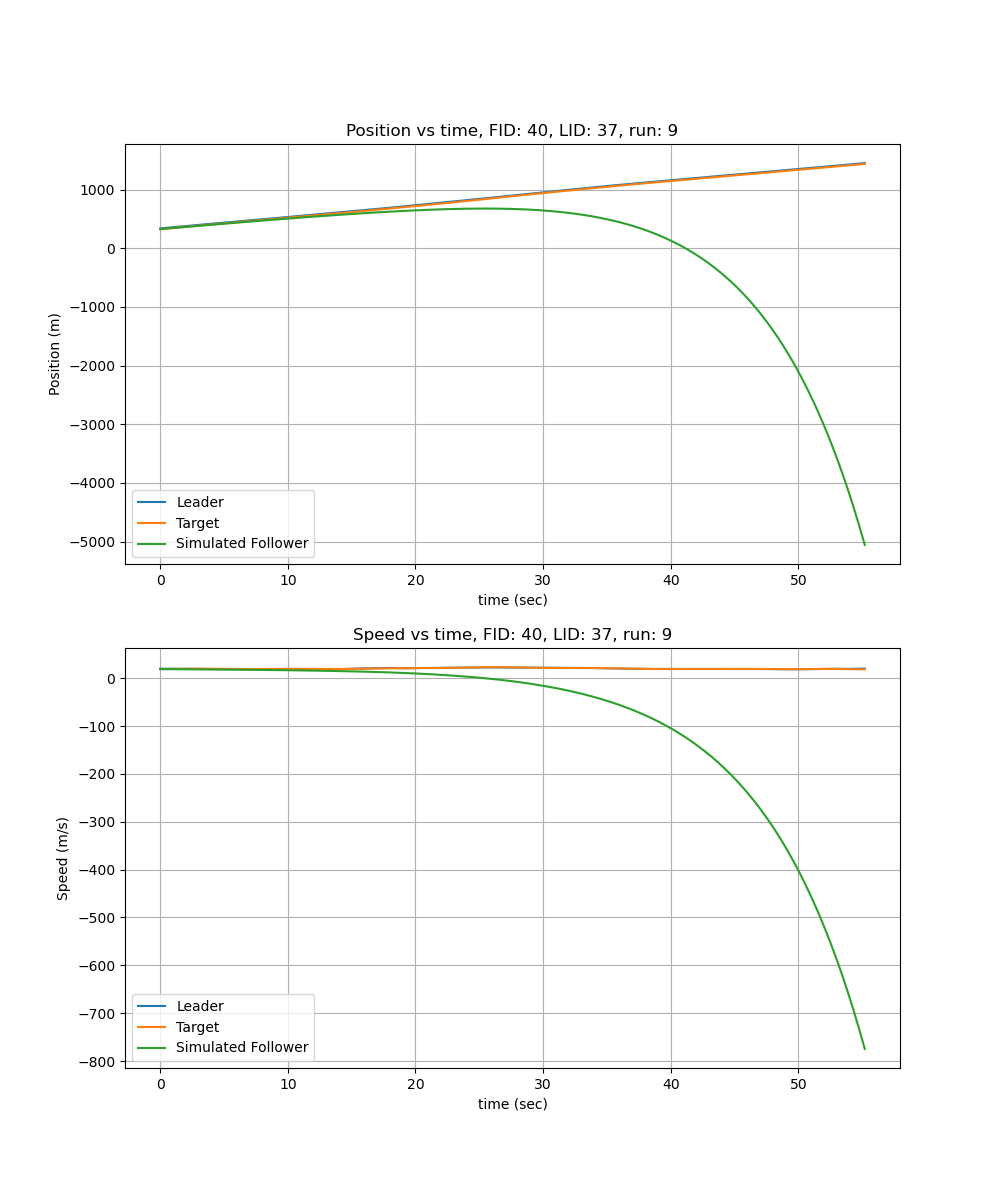 Position vs time, FID: 40, LID: 37, run: 9
Position (m)
1000
0
−1000
−2000
−3000
−4000
−5000
Leader
Target
Simulated Follower
0 10 20 30 40 50
time (sec)
Speed vs time, FID: 40, LID: 37, run: 9
Speed (m/s)
0
−100
−200
−300
−400
−500
−600
−700
−800
Leader
Target
Simulated Follower
0 10 20 30 40 50
time (sec)